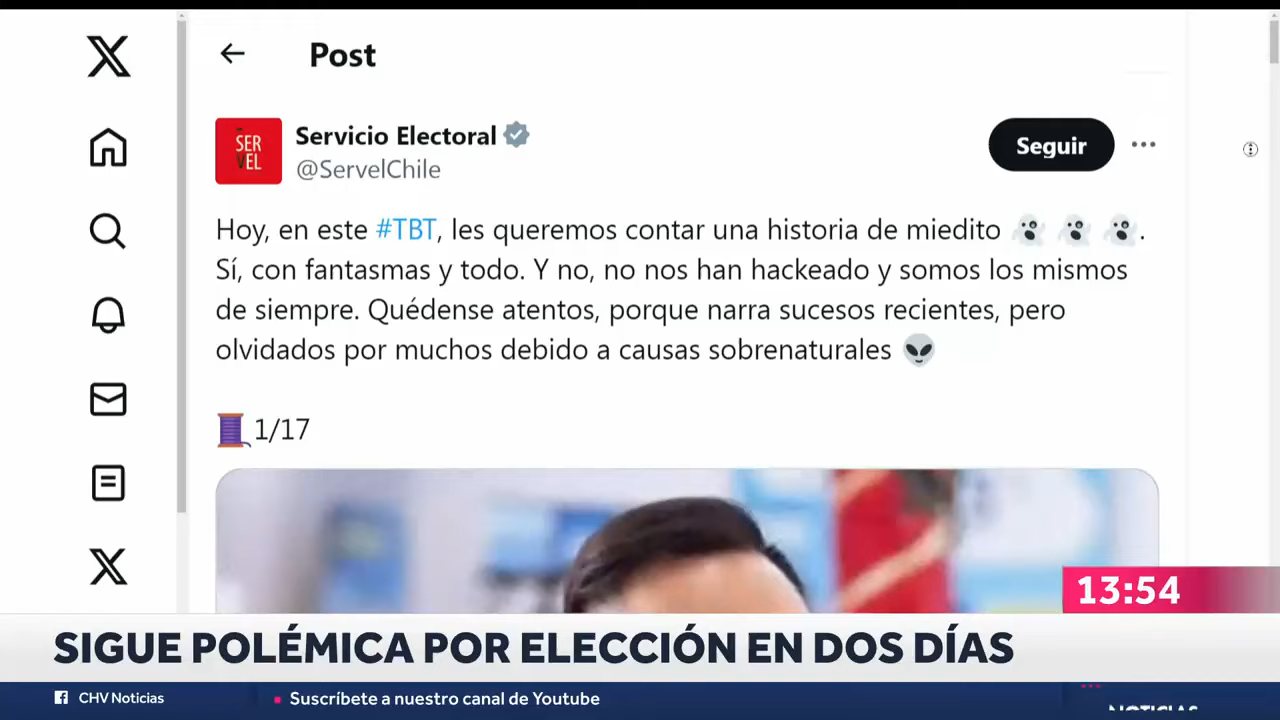 Post
SERVEL
Servicio Electoral
@ServelChile
Seguir
Hoy, en este #TBT, les queremos contar una historia de miedito 👻 👻 👻.
Sí, con fantasmas y todo. Y no, no nos han hackeado y somos los mismos
de siempre. Quédense atentos, porque narra sucesos recientes, pero
olvidados por muchos debido a causas sobrenaturales 👽
🧵 1/17
13:54
SIGUE POLÉMICA POR ELECCIÓN EN DOS DÍAS
CHV Noticias
Suscríbete a nuestro canal de Youtube
NOTICIAS